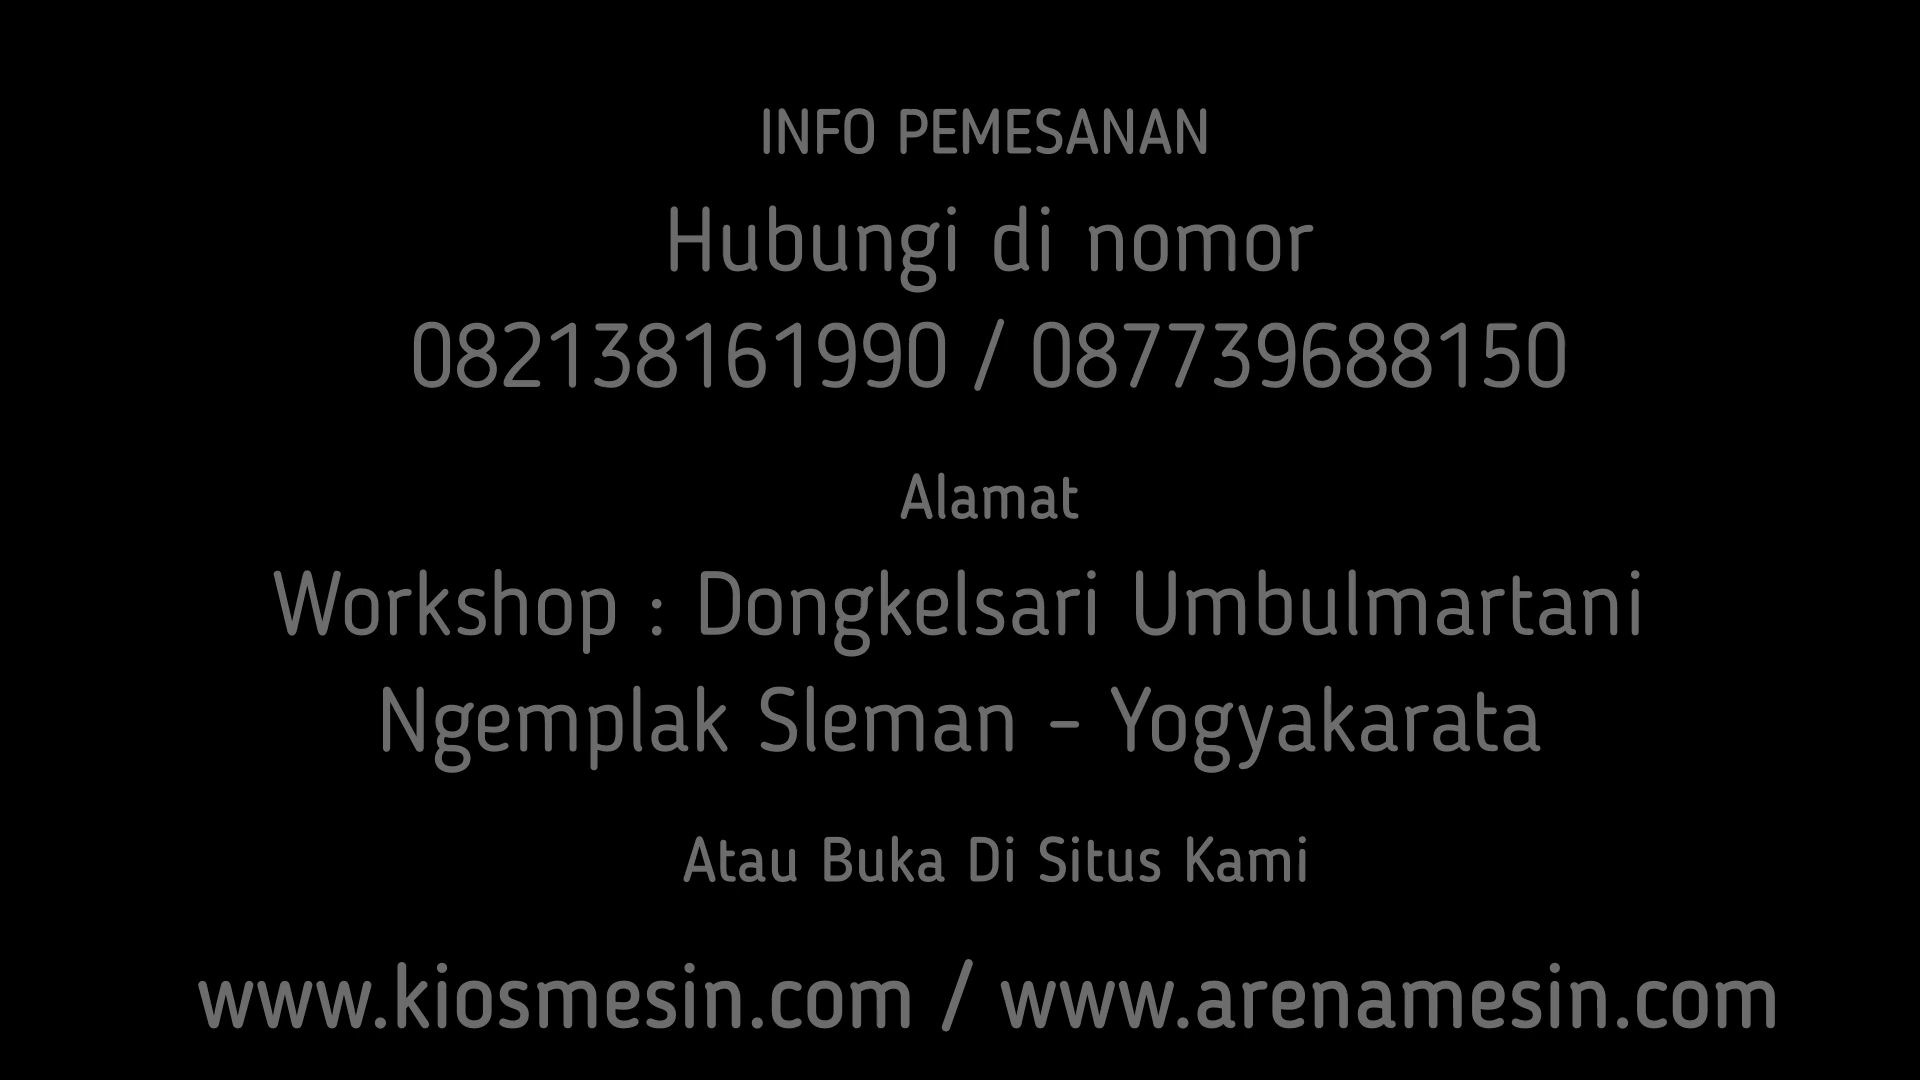 INFO PEMESANAN
Hubungi di nomor
082138161990 / 087739688150
Alamat
Workshop : Dongkelsari Umbulmartani
Ngemplak Sleman - Yogyakarata
Atau Buka Di Situs Kami
www.kiosmesin.com / www.arenamesin.com